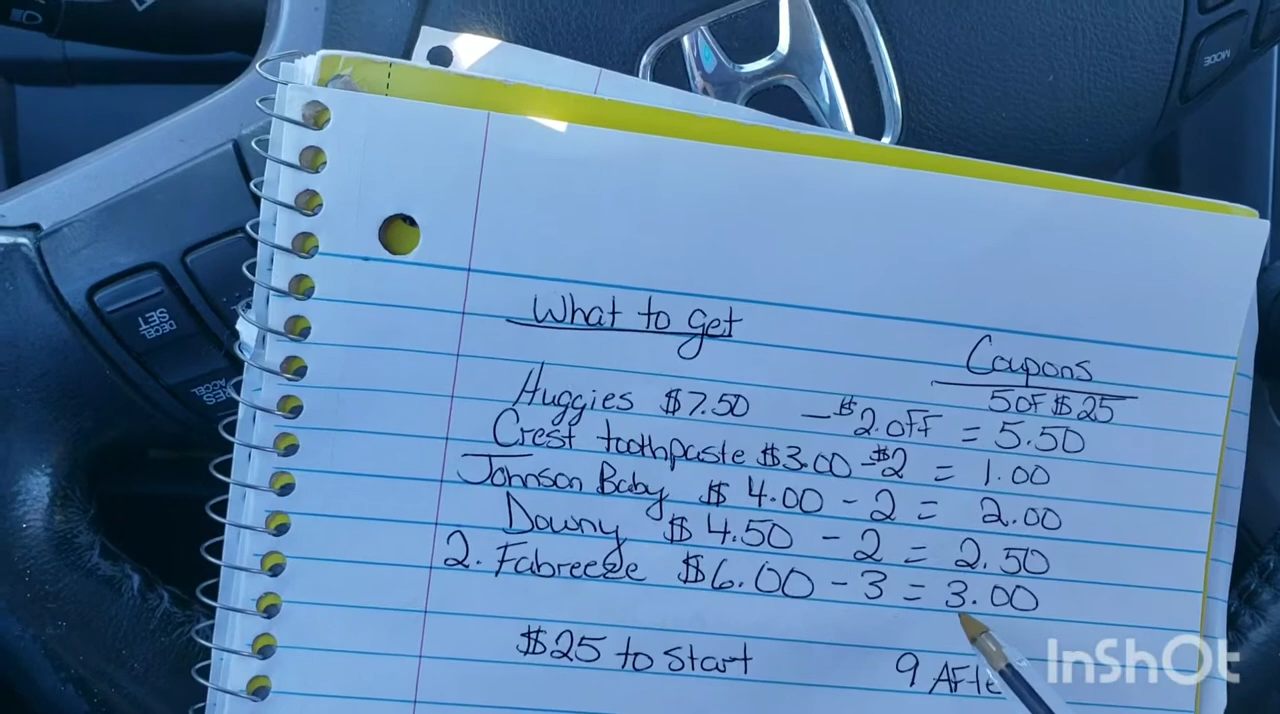 MODE
DECEL
SET
RES
ACCEL
What to get
Coupons
5 OF $25
Huggies $7.50 - $2.off = 5.50
Crest toothpaste $3.00 - $2 = 1.00
Johnson Baby $4.00 - 2 = 2.00
Downy $4.50 - 2 = 2.50
2. Fabreeze $6.00 - 3 = 3.00
$25 to start
9 Afte
InShOt